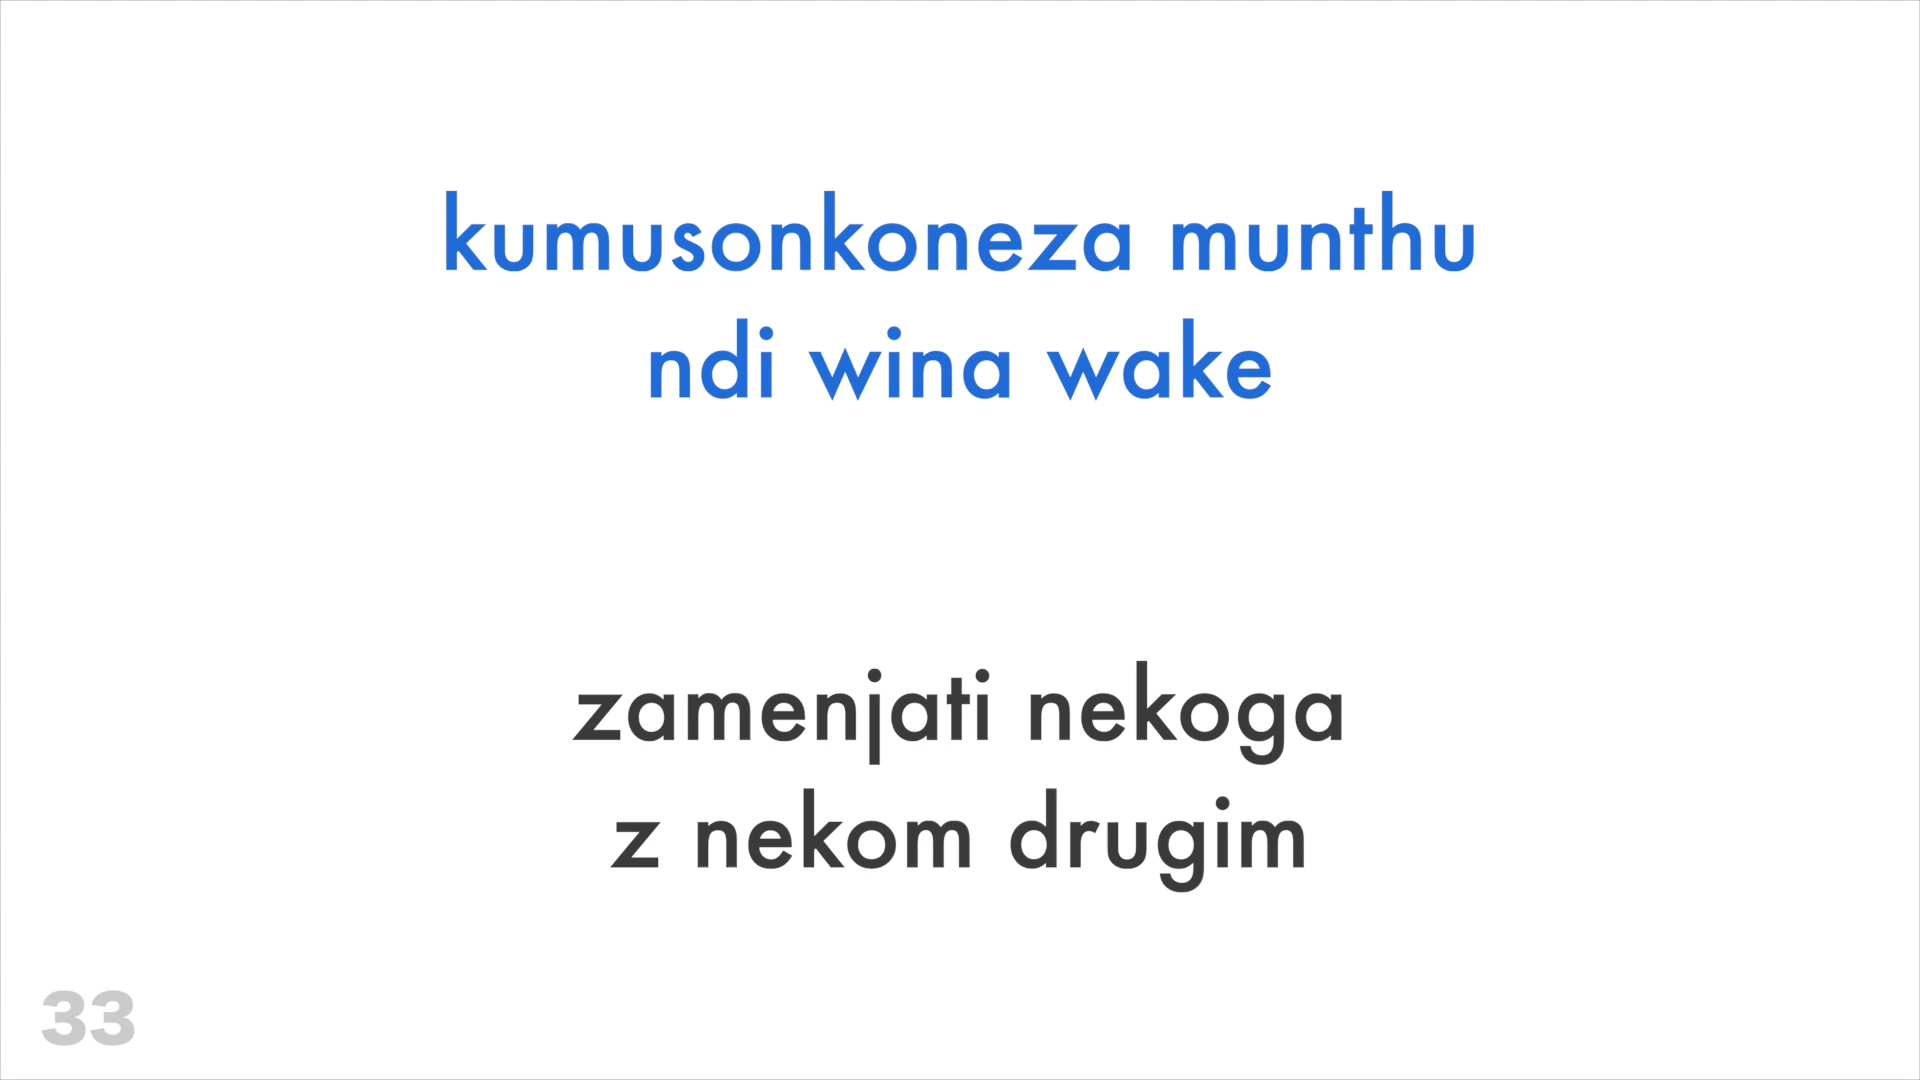 kumusonkoneza munthu
ndi wina wake
zamenjati nekoga
z nekom drugim
33